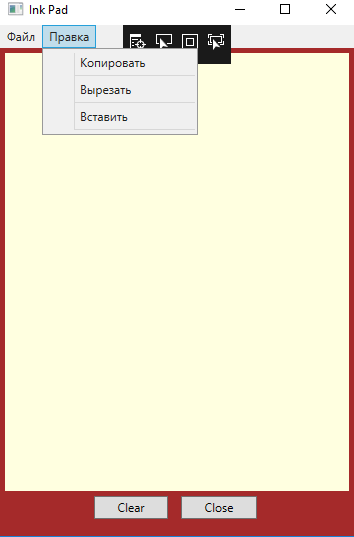 Ink Pad
Файл Правка
Копировать
Вырезать
Вставить
Clear Close